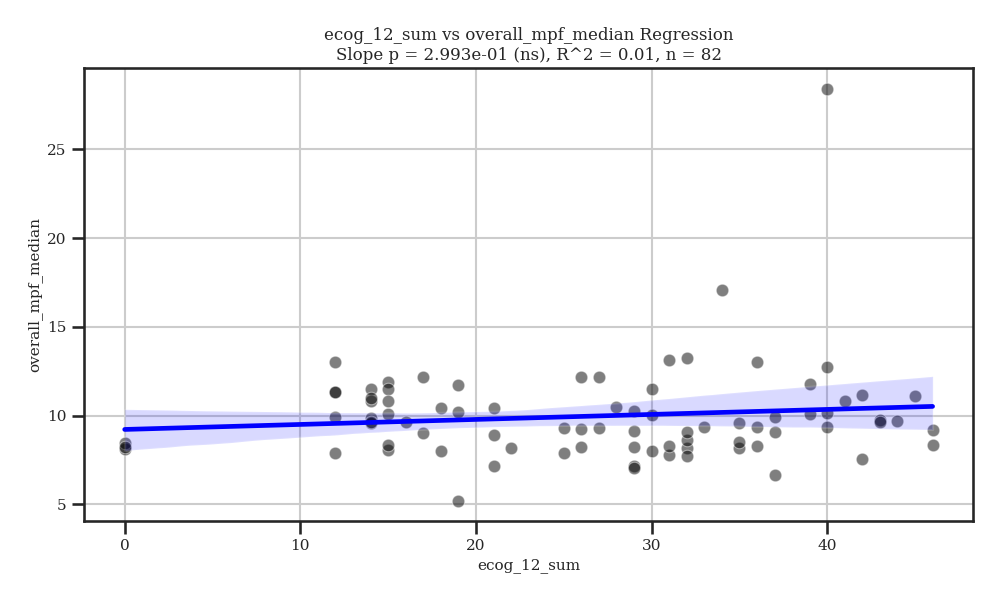 ecog_12_sum vs overall_mpf_median Regression
Slope p = 2.993e-01 (ns), R^2 = 0.01, n = 82
overall_mpf_median
25
20
15
10
5
0
10
20
30
40
ecog_12_sum